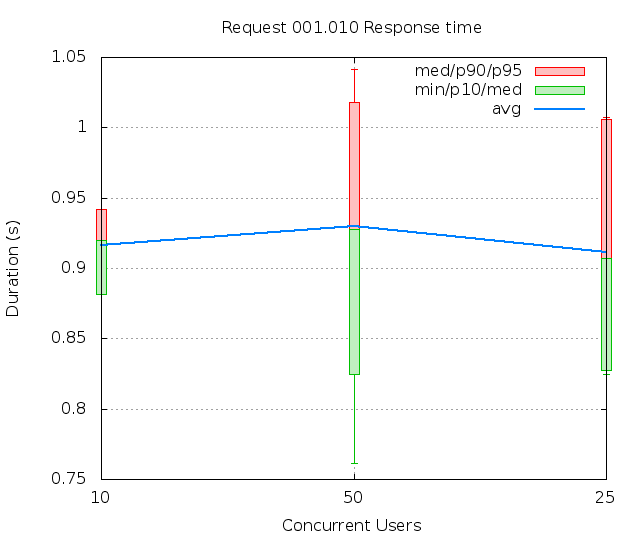 Request 001.010 Response time
med/p90/p95
min/p10/med
avg
1.05
1
0.95
0.9
0.85
0.8
0.75
Duration (s)
10
50
25
Concurrent Users